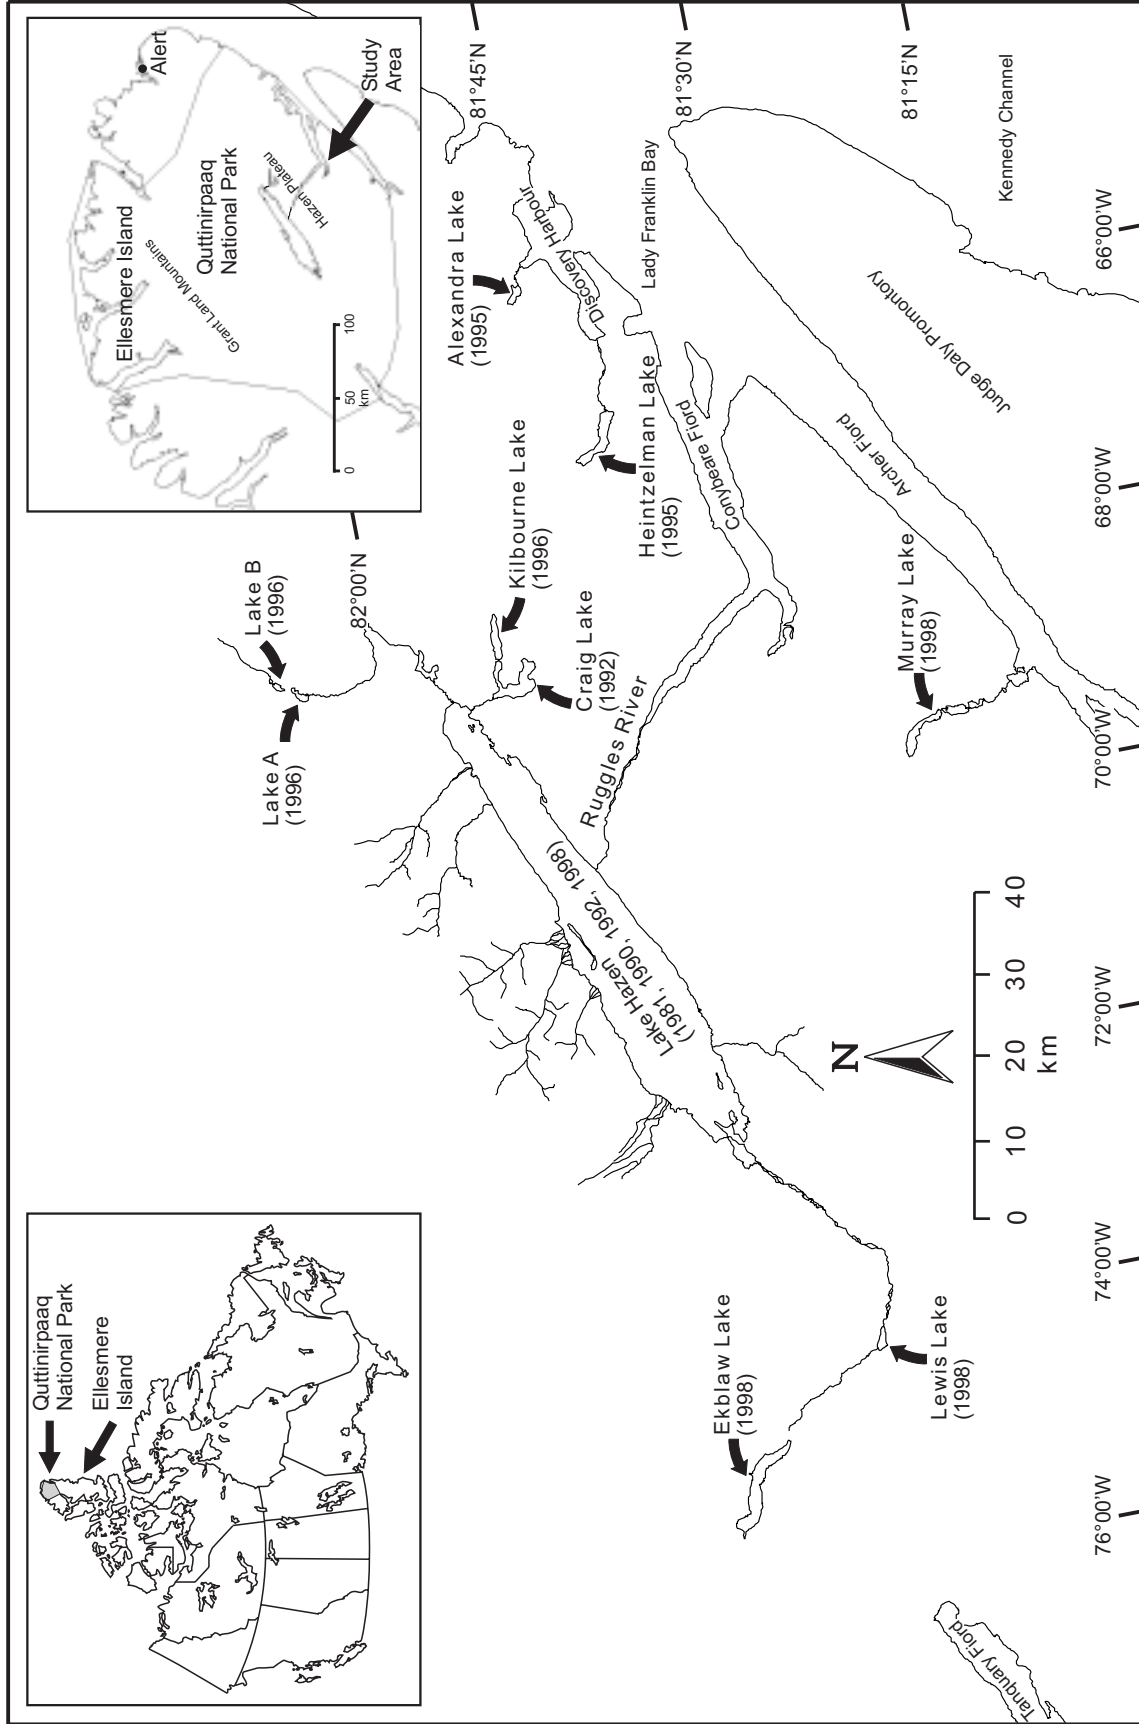 Quttinirpaaq
National Park
Ellesmere
Island
Ellesmere Island
Grant Land Mountains
Quttinirpaaq
National Park
Hazen Plateau
Alert
Study
Area
0
50
100
km
Lake A
(1996)
Lake B
(1996)
82°00'N
81°45'N
81°30'N
81°15'N
Kilbourne Lake
(1996)
Craig Lake
(1992)
Alexandra Lake
(1995)
Discovery Harbour
Heintzelman Lake
(1995)
Lady Franklin Bay
Conybeare Fiord
Archer Fiord
Judge Daly Promontory
Kennedy Channel
Ruggles River
Murray Lake
(1998)
Lake Hazen
(1981, 1990, 1992, 1998)
Ekblaw Lake
(1998)
Lewis Lake
(1998)
Tanquary Fiord
N
0
10
20
30
40
km
76°00'W
74°00'W
72°00'W
70°00'W
68°00'W
66°00'W